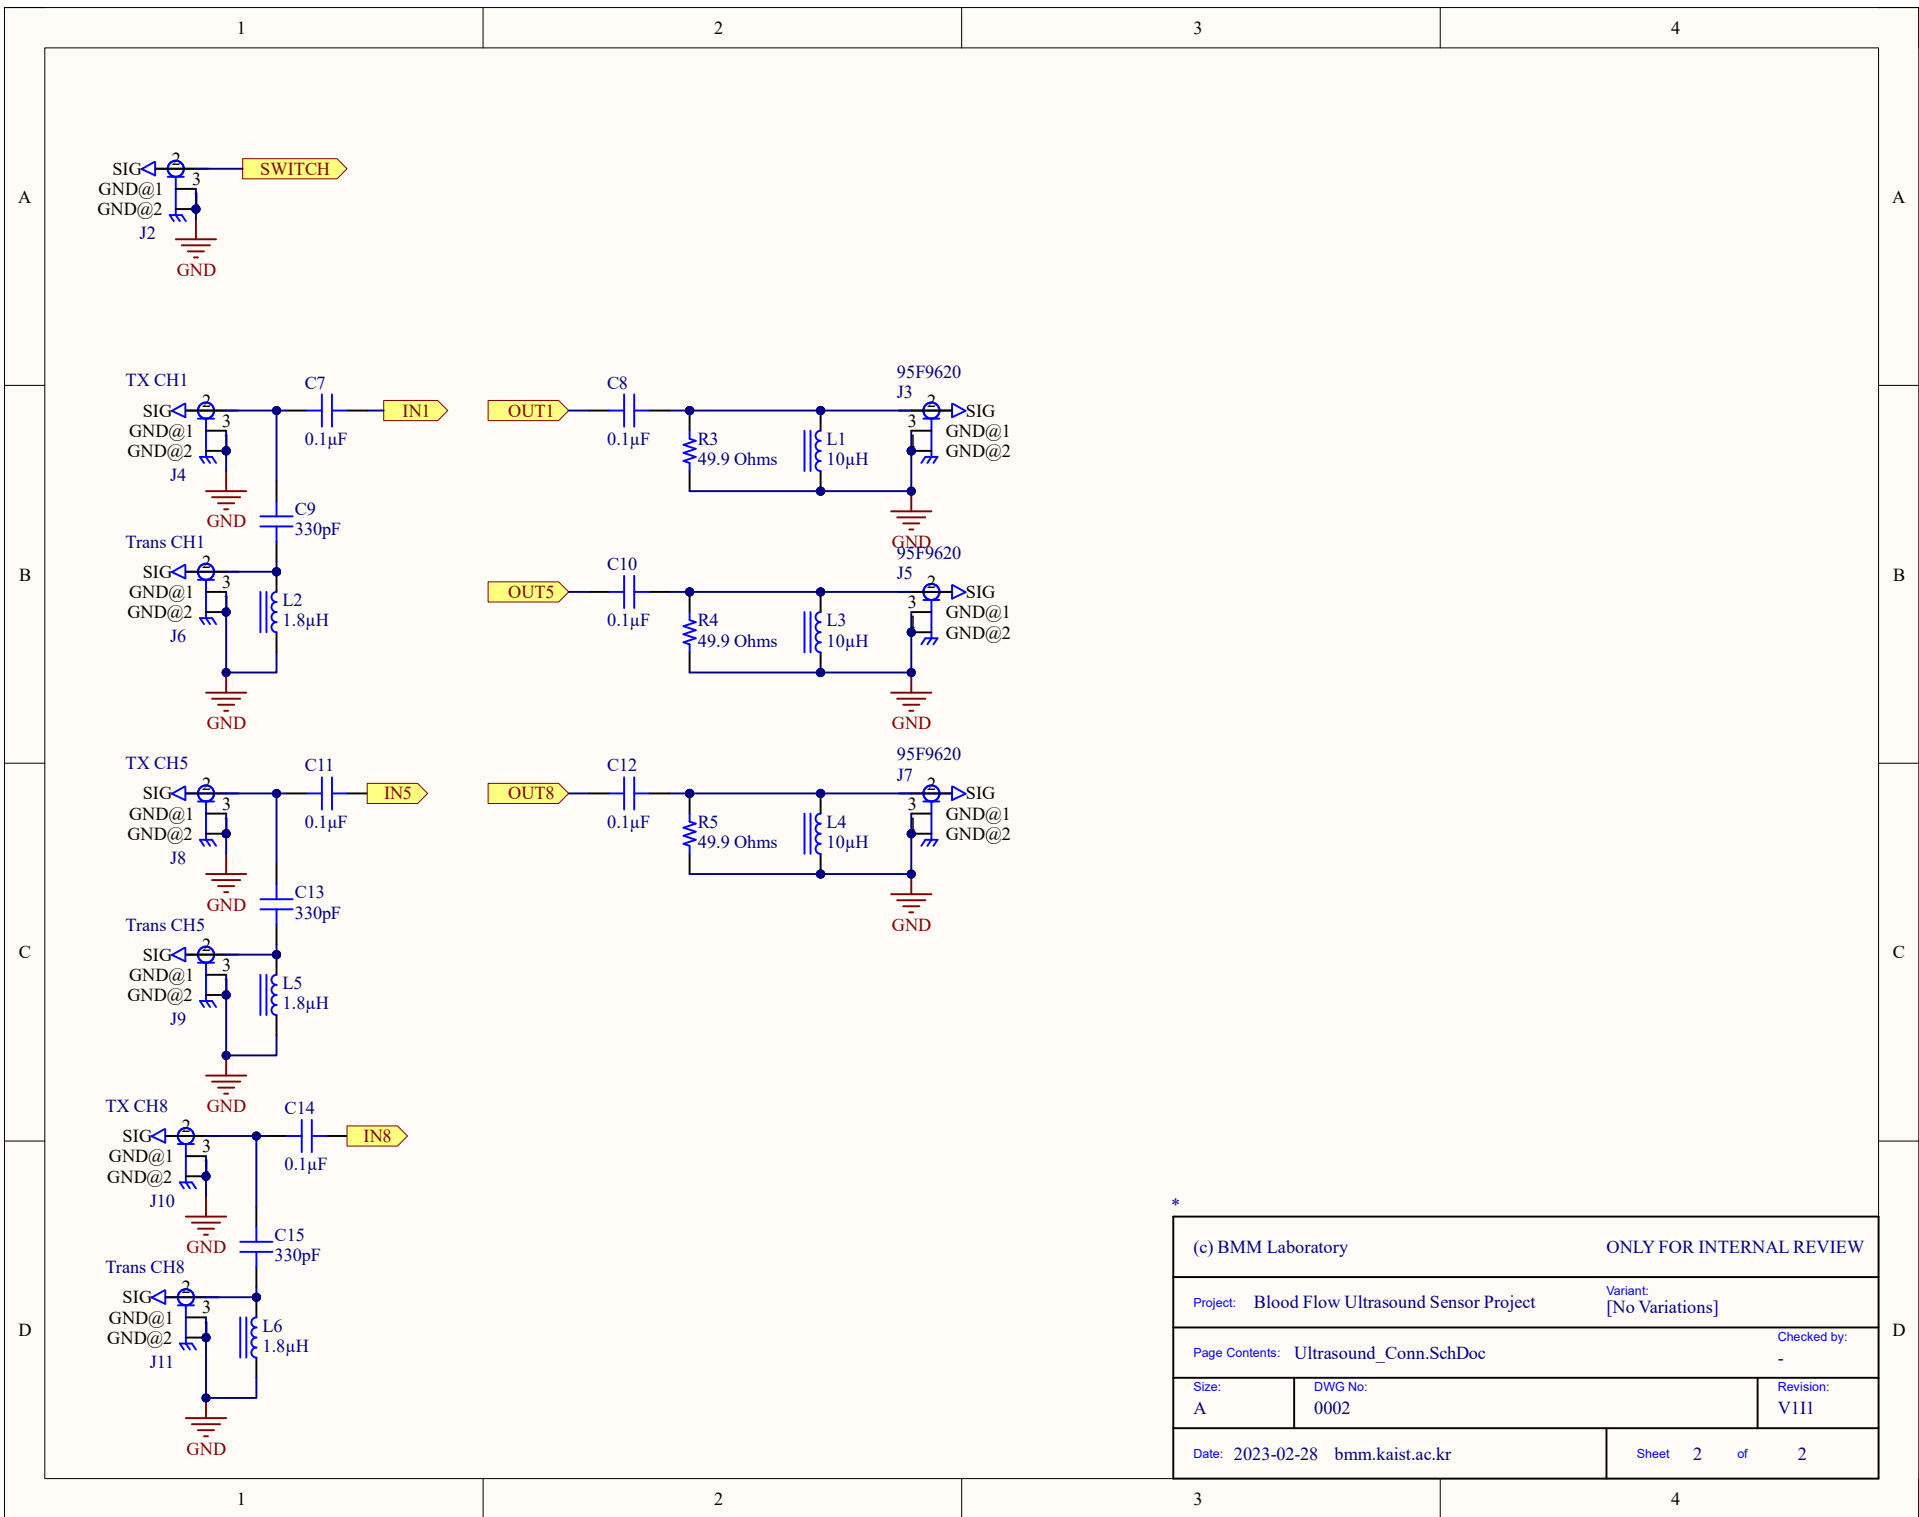 1 2 3 4
A A
SIG 2 SWITCH
3
GND@1
GND@2
J2
GND
TX CH1
C7
SIG 2 IN1
3
GND@1
0.1µF
GND@2
J4
GND
C9
330pF
Trans CH1
SIG 2
3
GND@1
GND@2
J6
L2
1.8µH
GND
C8
OUT1
0.1µF
R3
49.9 Ohms
L1
10µH
95F9620
J3
2 SIG
3 GND@1
GND@2
GND
B B
C10
OUT5
0.1µF
R4
49.9 Ohms
L3
10µH
95F9620
J5
2 SIG
3 GND@1
GND@2
GND
TX CH5
C11
SIG 2 IN5
3
GND@1
0.1µF
GND@2
J8
GND
C13
330pF
Trans CH5
SIG 2
3
GND@1
GND@2
J9
L5
1.8µH
GND
C12
OUT8
0.1µF
R5
49.9 Ohms
L4
10µH
95F9620
J7
2 SIG
3 GND@1
GND@2
GND
C C
TX CH8
C14
SIG 2 IN8
3
GND@1
0.1µF
GND@2
J10
GND
C15
330pF
Trans CH8
SIG 2
3
GND@1
GND@2
J11
L6
1.8µH
GND
D D
*
(c) BMM Laboratory ONLY FOR INTERNAL REVIEW
Project: Blood Flow Ultrasound Sensor Project
Variant:
[No Variations]
Page Contents: Ultrasound_Conn.SchDoc
Checked by:
-
Size:
A
DWG No:
0002
Revision:
V1I1
Date: 2023-02-28 bmm.kaist.ac.kr
Sheet 2 of 2
1 2 3 4